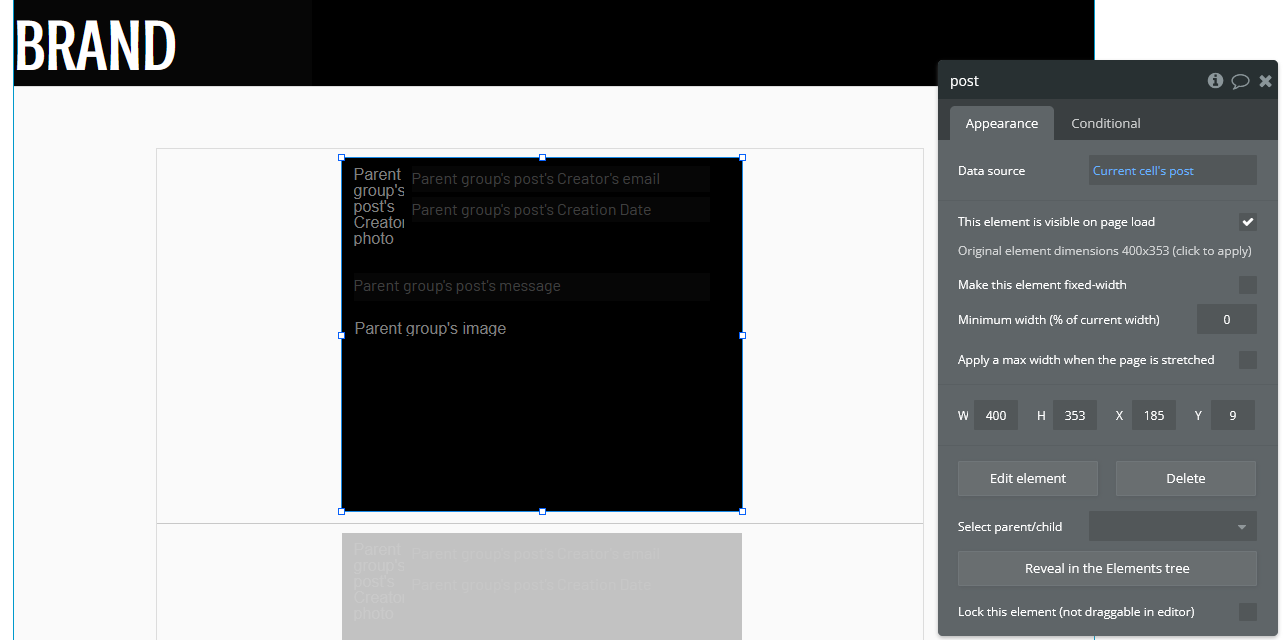 BRAND
post
Appearance
Conditional
Data source
Current cell's post
This element is visible on page load
Original element dimensions 400x353 (click to apply)
Make this element fixed-width
Minimum width (% of current width)
0
Apply a max width when the page is stretched
W 400 H 353 X 185 Y 9
Edit element
Delete
Select parent/child
Reveal in the Elements tree
Lock this element (not draggable in editor)
Parent
group's
post's
Creator
photo
Parent group's post's Creator's email
Parent group's post's Creation Date
Parent group's post's message
Parent group's image
Parent
group's
post's
Creator
photo
Parent group's post's Creator's email
Parent group's post's Creation Date